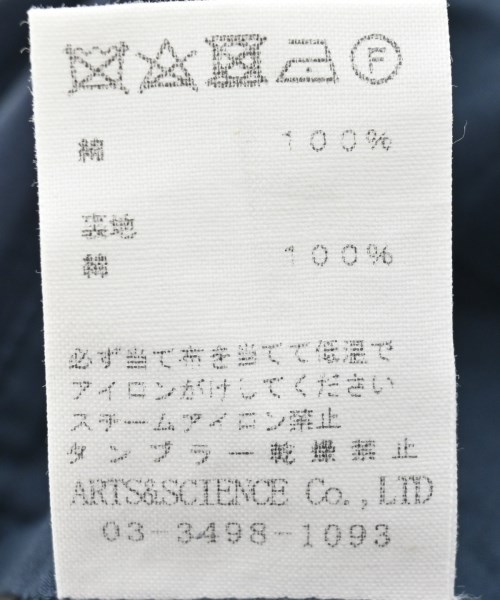 F
綿 100%
裏地
綿 100%
必ず当て布を当てて低温で
アイロンがけしてください
スチームアイロン禁止
タンブラー乾燥禁止
ARTS&SCIENCE Co.,LTD
03-3498-1093